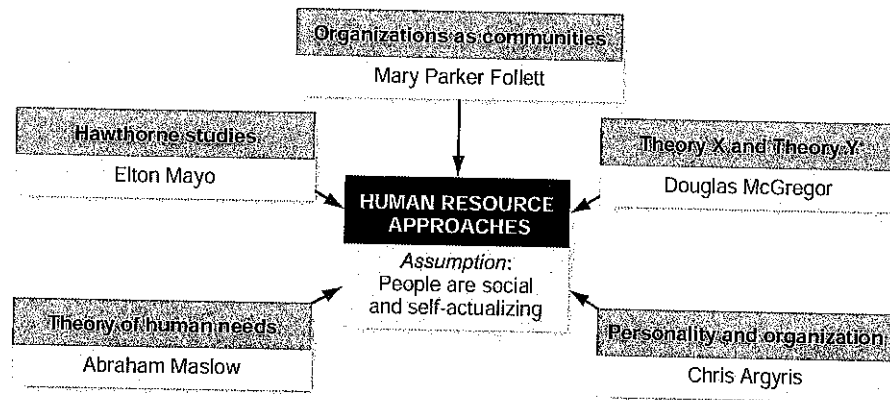 Organizations as communities
Mary Parker Follett
Hawthorne studies
Elton Mayo
Theory X and Theory Y
Douglas McGregor
HUMAN RESOURCE
APPROACHES
Assumption:
People are social
and self-actualizing
Theory of human needs
Abraham Maslow
Personality and organization
Chris Argyris